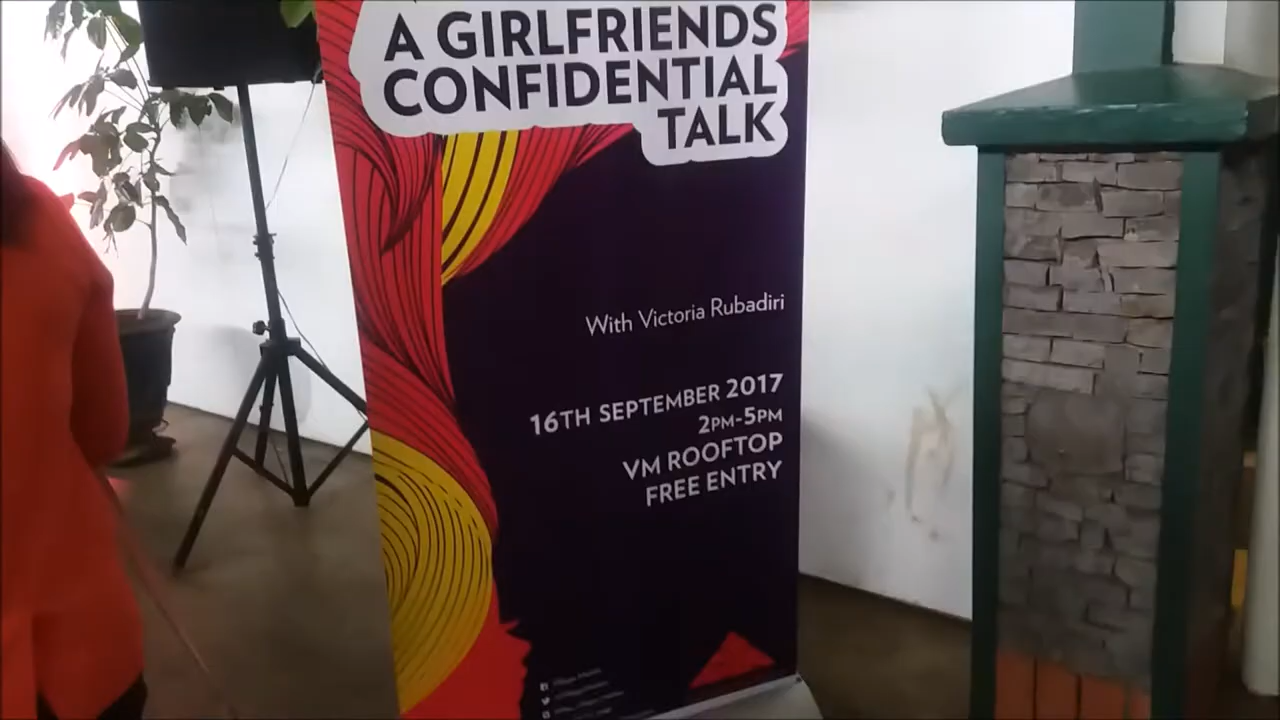 A GIRLFRIENDS
CONFIDENTIAL
TALK
With Victoria Rubadiri
16TH SEPTEMBER 2017
2PM-5PM
VM ROOFTOP
FREE ENTRY